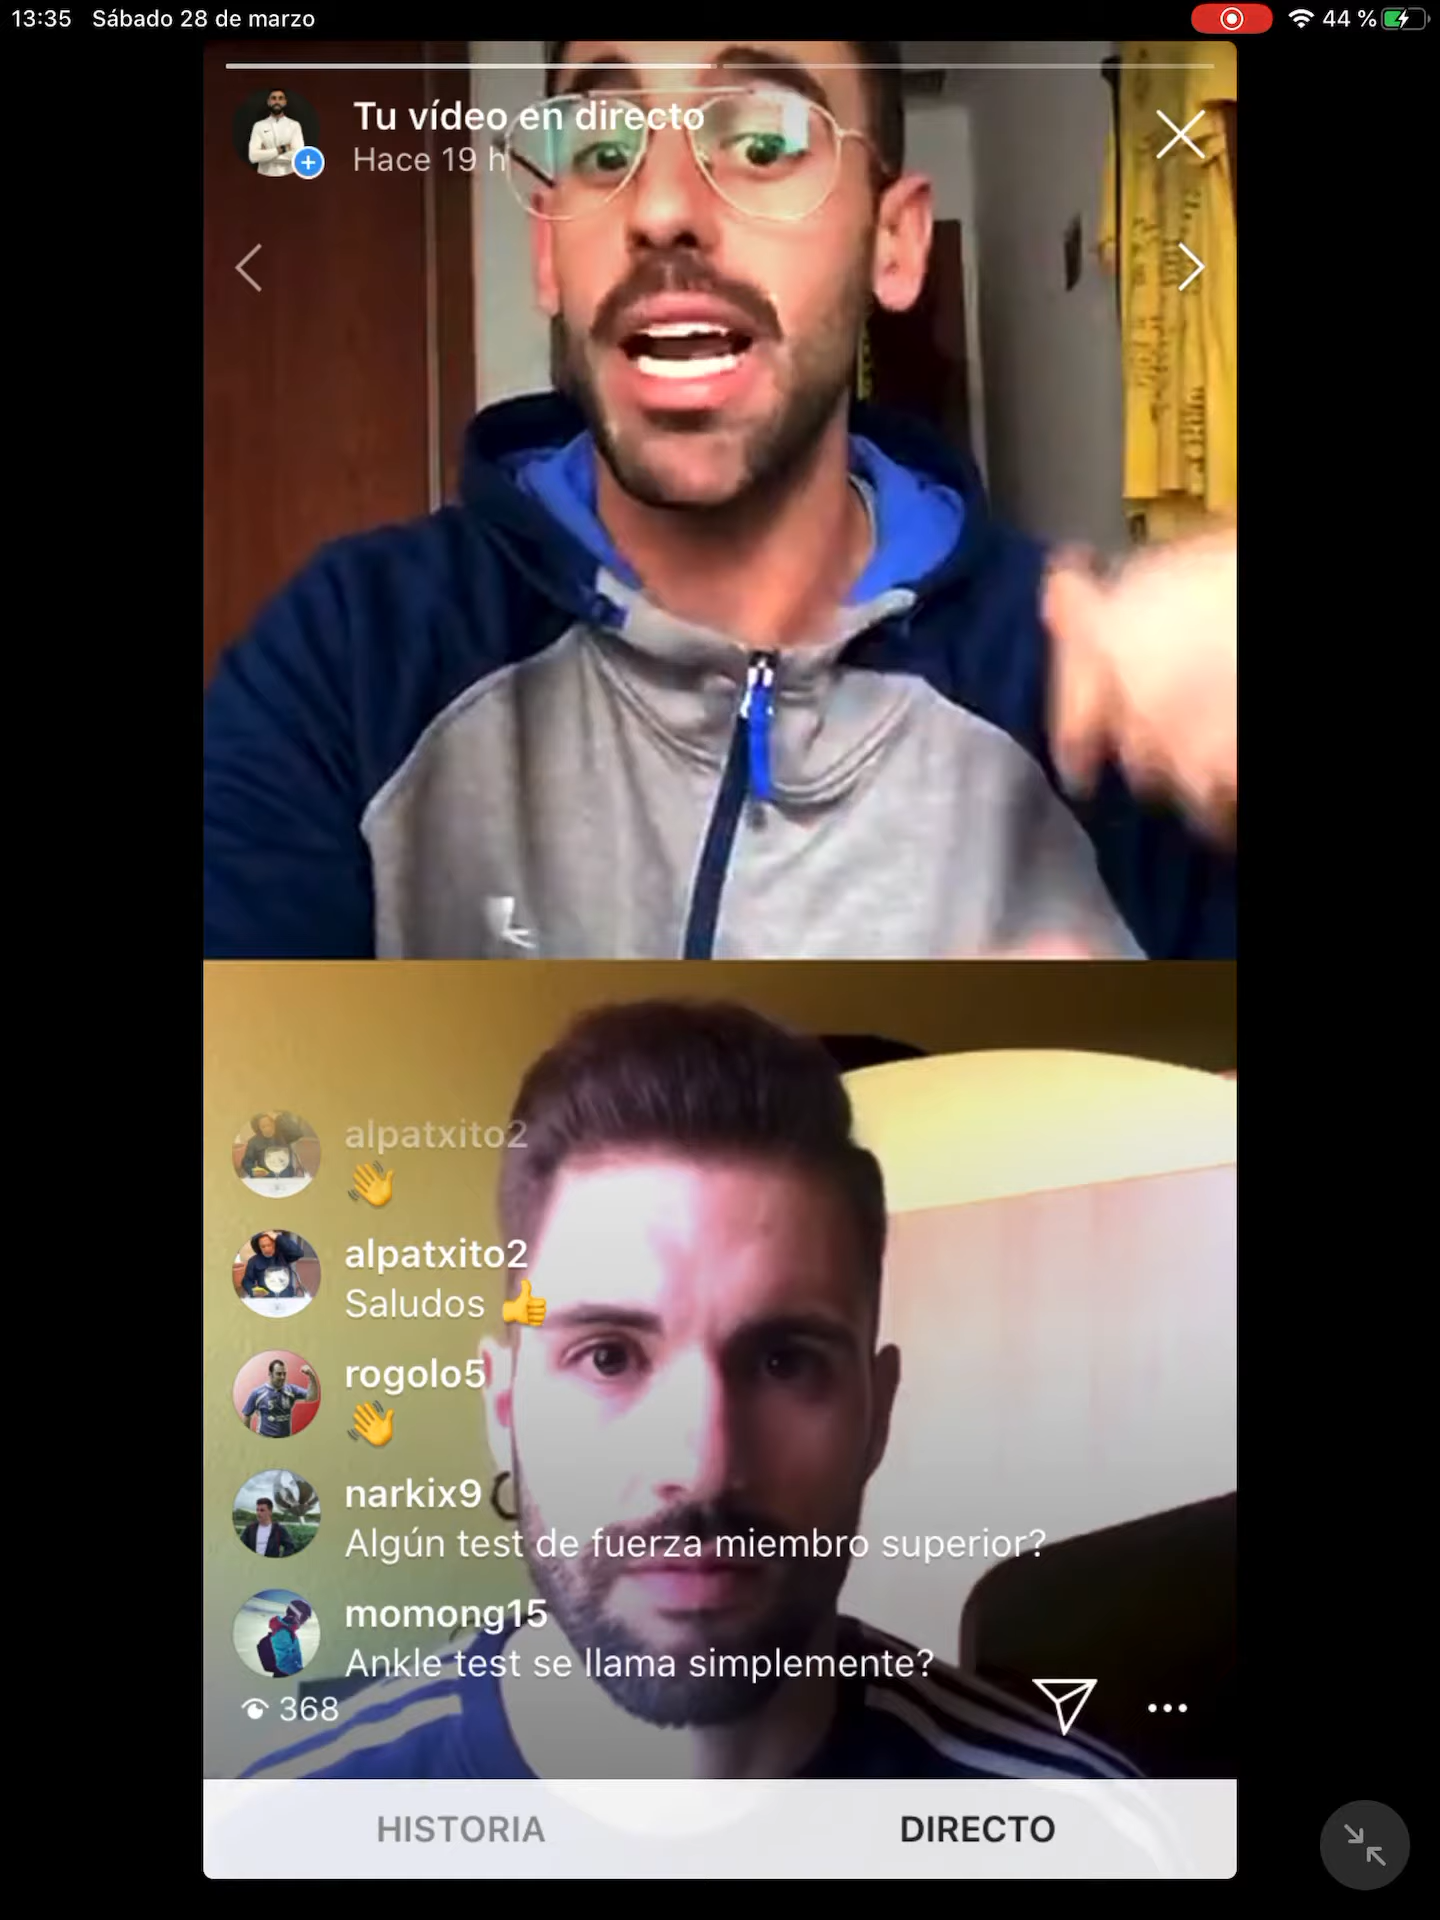 13:35 Sábado 28 de marzo
44 %
Tu vídeo en directo
Hace 19 h
alpatxito2
👋
alpatxito2
Saludos 👍
rogolo5
👋
narkix9
Algún test de fuerza miembro superior?
momong15
Ankle test se llama simplemente?
368
HISTORIA
DIRECTO